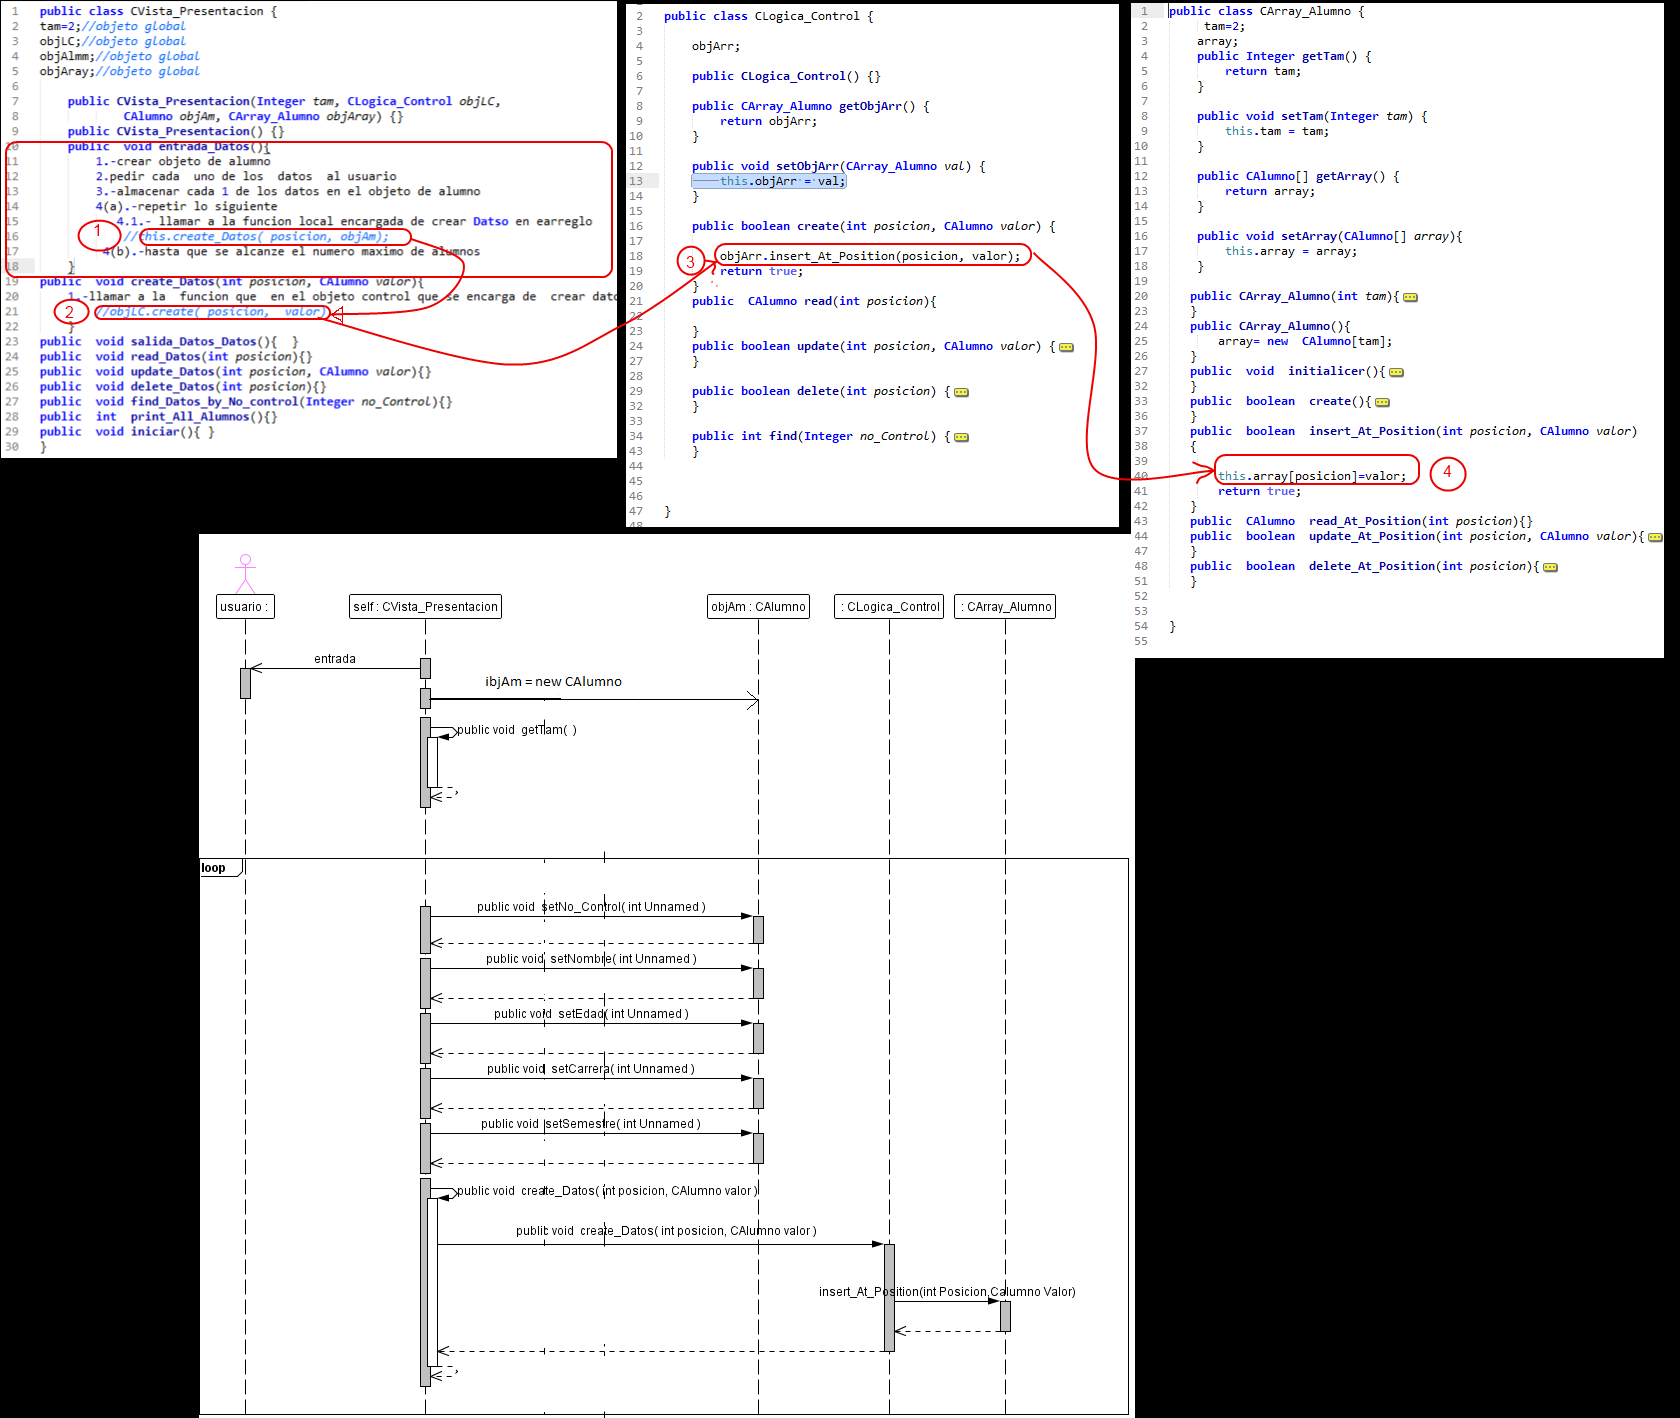 1 public class CVista_Presentacion {
2 tam=2;//objeto global
3 objLC;//objeto global
4 objAlmm;//objeto global
5 objAray;//objeto global
6
7 public CVista_Presentacion(Integer tam, CLogica_Control objLC,
8 CAlumno objAm, CArray_Alumno objAray) {}
9 public CVista_Presentacion() {}
10 public void entrada_Datos(){
11 1.-crear objeto de alumno
12 2.pedir cada uno de los datos al usuario
13 3.-almacenar cada 1 de los datos en el objeto de alumno
14 4(a).-repetir lo siguiente
15 4.1.- llamar a la funcion local encargada de crear Datso en earreglo
16 //this.create_Datos( posicion, objAm);
1
17 4(b).-hasta que se alcanze el numero maximo de alumnos
18 }
19 public void create_Datos(int posicion, CAlumno valor){
20 1.-llamar a la funcion que en el objeto control que se encarga de crear dato
21 //objLC.create( posicion, valor)
2
22 }
23 public void salida_Datos_Datos(){ }
24 public void read_Datos(int posicion){}
25 public void update_Datos(int posicion, CAlumno valor){}
26 public void delete_Datos(int posicion){}
27 public void find_Datos_by_No_control(Integer no_Control){}
28 public int print_All_Alumnos(){}
29 public void iniciar(){ }
30 }
2 public class CLogica_Control {
3
4 objArr;
5
6 public CLogica_Control() {}
7
8 public CArray_Alumno getObjArr() {
9 return objArr;
10 }
11
12 public void setObjArr(CArray_Alumno val) {
13 this.objArr = val;
14 }
15
16 public boolean create(int posicion, CAlumno valor) {
17
18 objArr.insert_At_Position(posicion, valor);
3
19 return true;
20 }
21 public CAlumno read(int posicion){
22
23 }
24 public boolean update(int posicion, CAlumno valor) {
27 }
28
29 public boolean delete(int posicion) {
32 }
33
34 public int find(Integer no_Control) {
43 }
44
45
46
47 }
48
1 public class CArray_Alumno {
2 tam=2;
3 array;
4 public Integer getTam() {
5 return tam;
6 }
7
8 public void setTam(Integer tam) {
9 this.tam = tam;
10 }
11
12 public CAlumno[] getArray() {
13 return array;
14 }
15
16 public void setArray(CAlumno[] array){
17 this.array = array;
18 }
19
20 public CArray_Alumno(int tam){
23 }
24 public CArray_Alumno(){
25 array= new CAlumno[tam];
26 }
27 public void initialicer(){
32 }
33 public boolean create(){
36 }
37 public boolean insert_At_Position(int posicion, CAlumno valor)
38 {
39
40 this.array[posicion]=valor;
4
41 return true;
42 }
43 public CAlumno read_At_Position(int posicion){}
44 public boolean update_At_Position(int posicion, CAlumno valor){
47 }
48 public boolean delete_At_Position(int posicion){
51 }
52
53
54 }
55
usuario :
self : CVista_Presentacion
objAm : CAlumno
: CLogica_Control
: CArray_Alumno
entrada
ibjAm = new CAlumno
public void getTam( )
loop
public void setNo_Control( int Unnamed )
public void setNombre( int Unnamed )
public void setEdad( int Unnamed )
public void setCarrera( int Unnamed )
public void setSemestre( int Unnamed )
public void create_Datos( int posicion, CAlumno valor )
public void create_Datos( int posicion, CAlumno valor )
insert_At_Position(int Posicion,Calumno Valor)